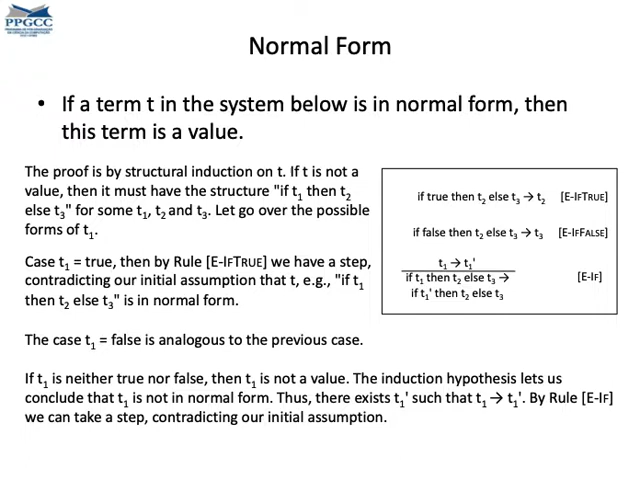 PPGCC
Normal Form
• If a term t in the system below is in normal form, then
this term is a value.
The proof is by structural induction on t. If t is not a
value, then it must have the structure "if t₁ then t₂
else t₃" for some t₁, t₂ and t₃. Let go over the possible
forms of t₁.
Case t₁ = true, then by Rule [E-IFTRUE] we have a step,
contradicting our initial assumption that t, e.g., "if t₁
then t₂ else t₃" is in normal form.
The case t₁ = false is analogous to the previous case.
If t₁ is neither true nor false, then t₁ is not a value. The induction hypothesis lets us
conclude that t₁ is not in normal form. Thus, there exists t₁' such that t₁ → t₁'. By Rule [E-IF]
we can take a step, contradicting our initial assumption.
if true then t₂ else t₃ → t₂ [E-IFTRUE]
if false then t₂ else t₃ → t₃ [E-IFFALSE]
t₁ → t₁'
if t₁ then t₂ else t₃ → [E-IF]
if t₁' then t₂ else t₃